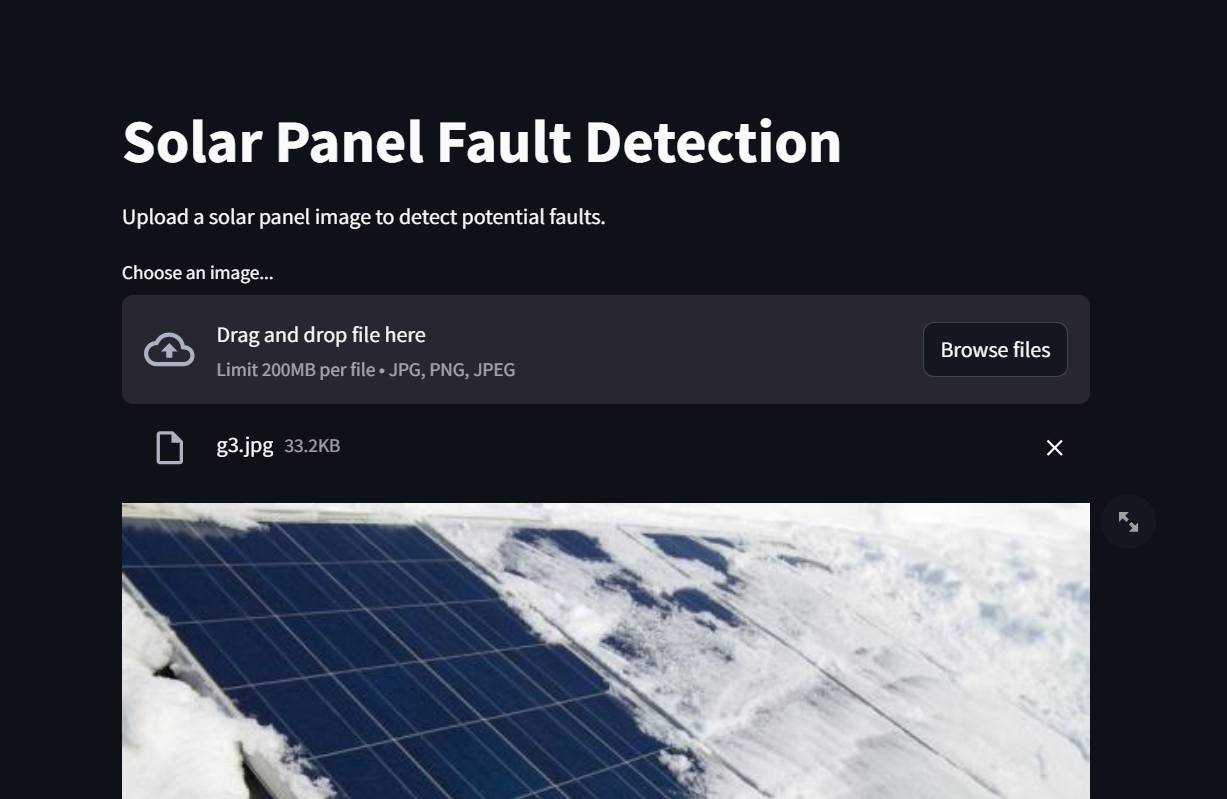 Solar Panel Fault Detection
Upload a solar panel image to detect potential faults.
Choose an image...
Drag and drop file here
Limit 200MB per file • JPG, PNG, JPEG
Browse files
g3.jpg 33.2KB